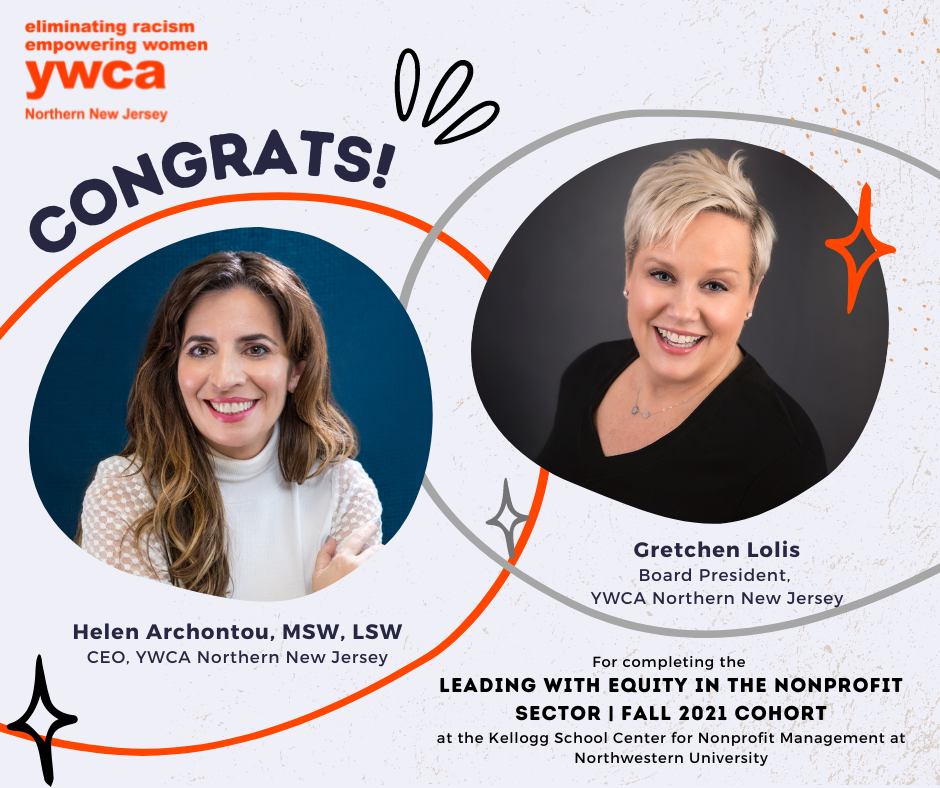 eliminating racism
empowering women
ywca
Northern New Jersey
CONGRATS!
Gretchen Lolis
Board President,
YWCA Northern New Jersey
Helen Archontou, MSW, LSW
CEO, YWCA Northern New Jersey
For completing the
LEADING WITH EQUITY IN THE NONPROFIT
SECTOR | FALL 2021 COHORT
at the Kellogg School Center for Nonprofit Management at
Northwestern University